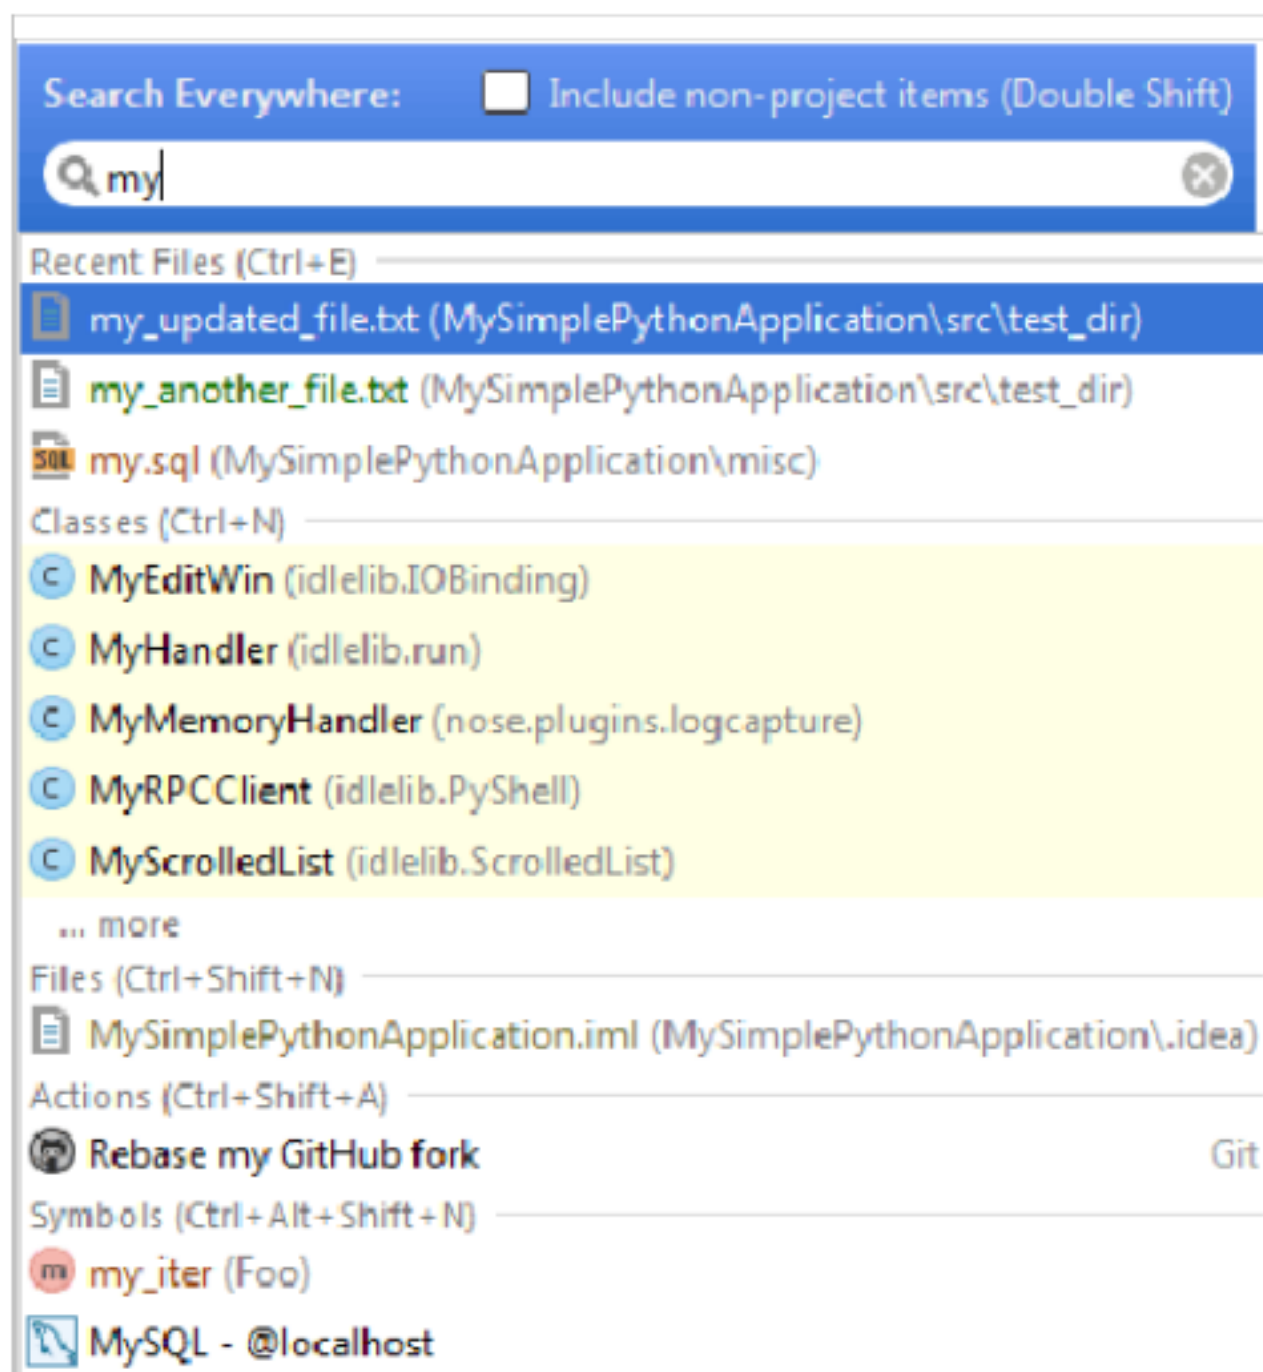 Search Everywhere: Include non-project items (Double Shift)
my
Recent Files (Ctrl+E)
my_updated_file.txt (MySimplePythonApplication\src\test_dir)
my_another_file.txt (MySimplePythonApplication\src\test_dir)
SQL my.sql (MySimplePythonApplication\misc)
Classes (Ctrl+N)
C MyEditWin (idlelib.IOBinding)
C MyHandler (idlelib.run)
C MyMemoryHandler (nose.plugins.logcapture)
C MyRPCClient (idlelib.PyShell)
C MyScrolledList (idlelib.ScrolledList)
... more
Files (Ctrl+Shift+N)
MySimplePythonApplication.iml (MySimplePythonApplication\.idea)
Actions (Ctrl+Shift+A)
Rebase my GitHub fork Git
Symbols (Ctrl+Alt+Shift+N)
m my_iter (Foo)
MySQL - @localhost